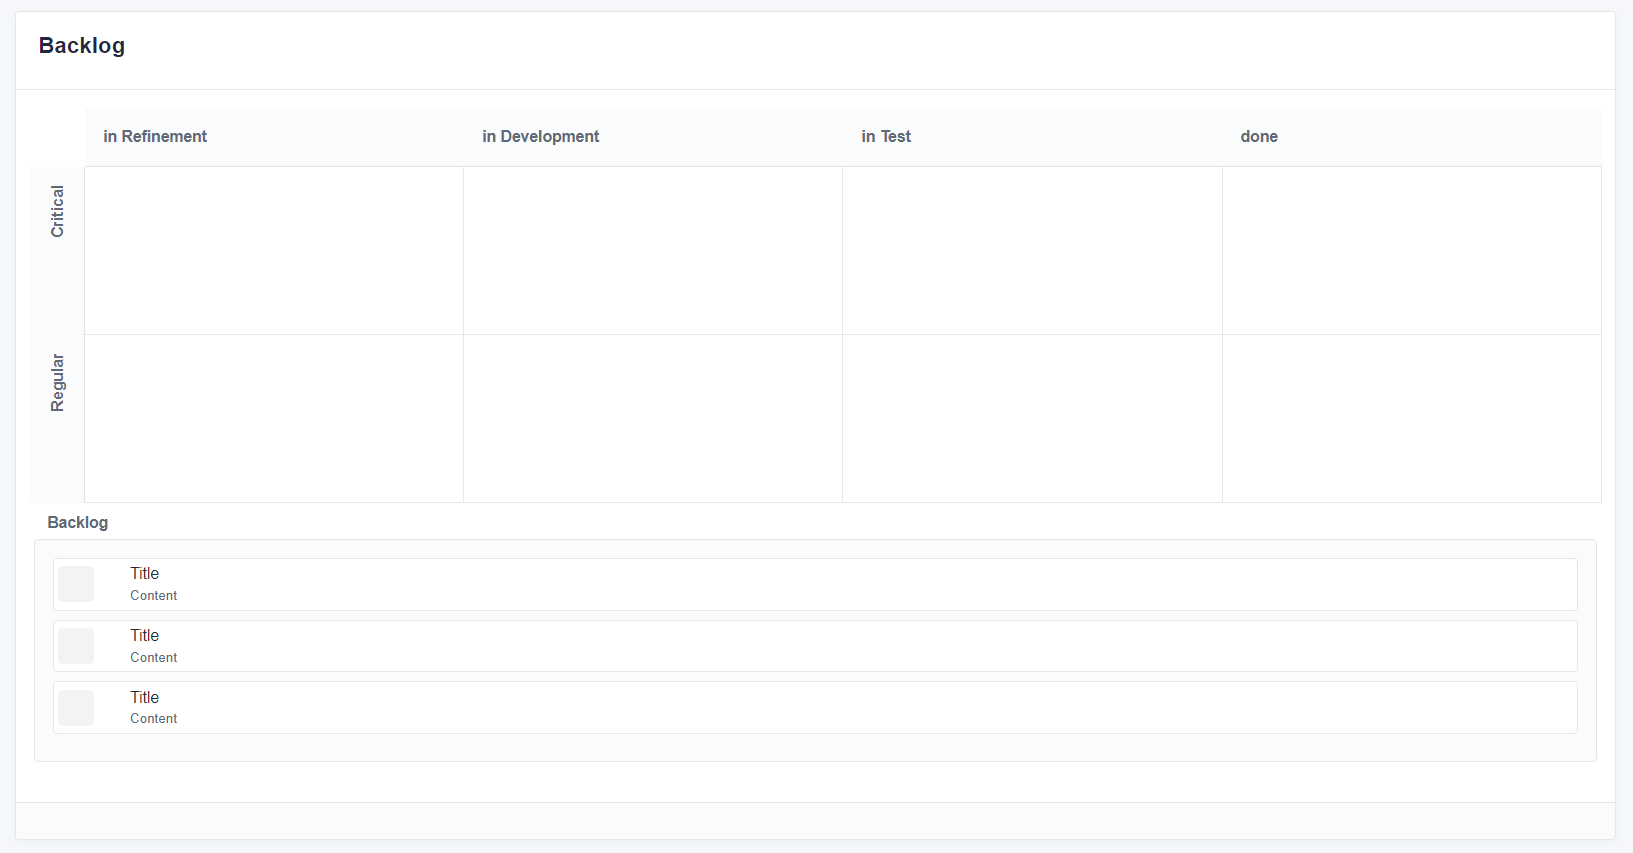 Backlog
in Refinement in Development in Test done
Critical
Regular
Backlog
Title
Content
Title
Content
Title
Content